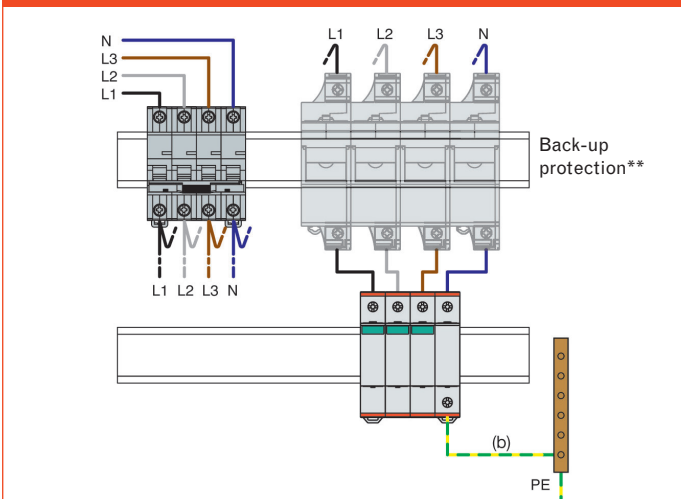 L1 L2 L3 N
N
L3
L2
L1
Back-up
protection**
L1 L2 L3 N
(b)
PE